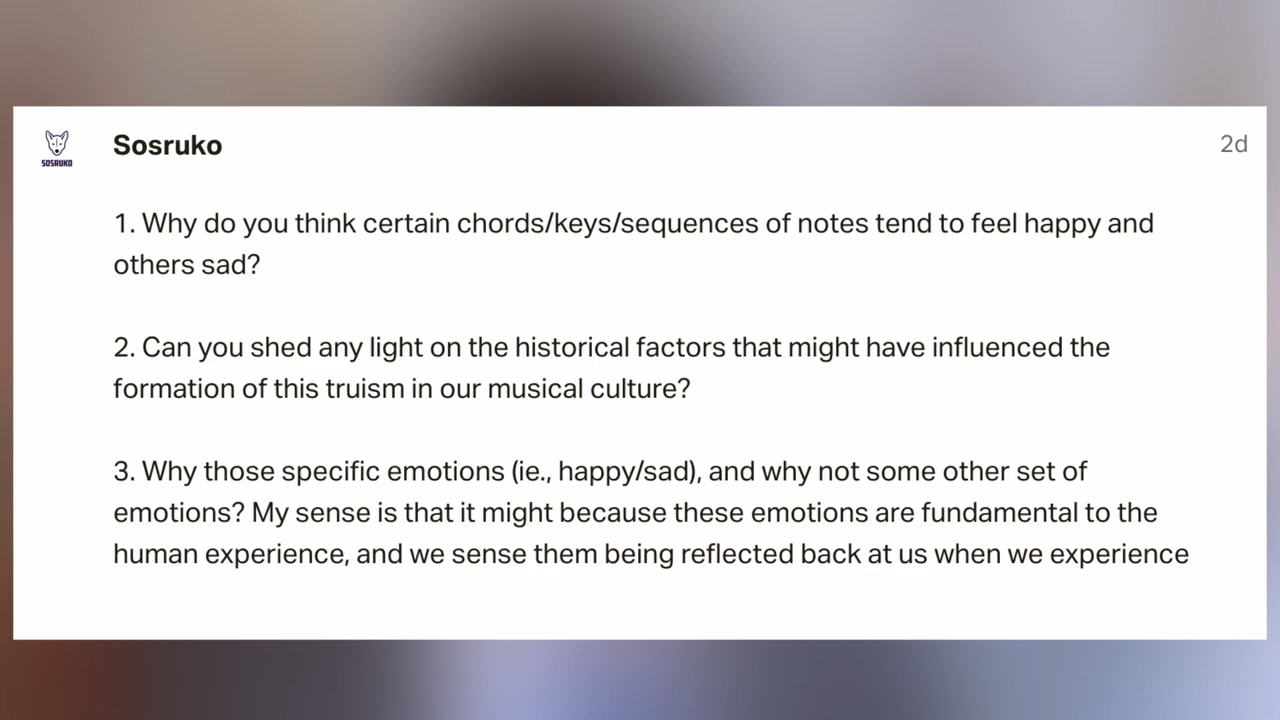 Sosruko
2d
SOSRUKO
1. Why do you think certain chords/keys/sequences of notes tend to feel happy and
others sad?
2. Can you shed any light on the historical factors that might have influenced the
formation of this truism in our musical culture?
3. Why those specific emotions (ie., happy/sad), and why not some other set of
emotions? My sense is that it might because these emotions are fundamental to the
human experience, and we sense them being reflected back at us when we experience